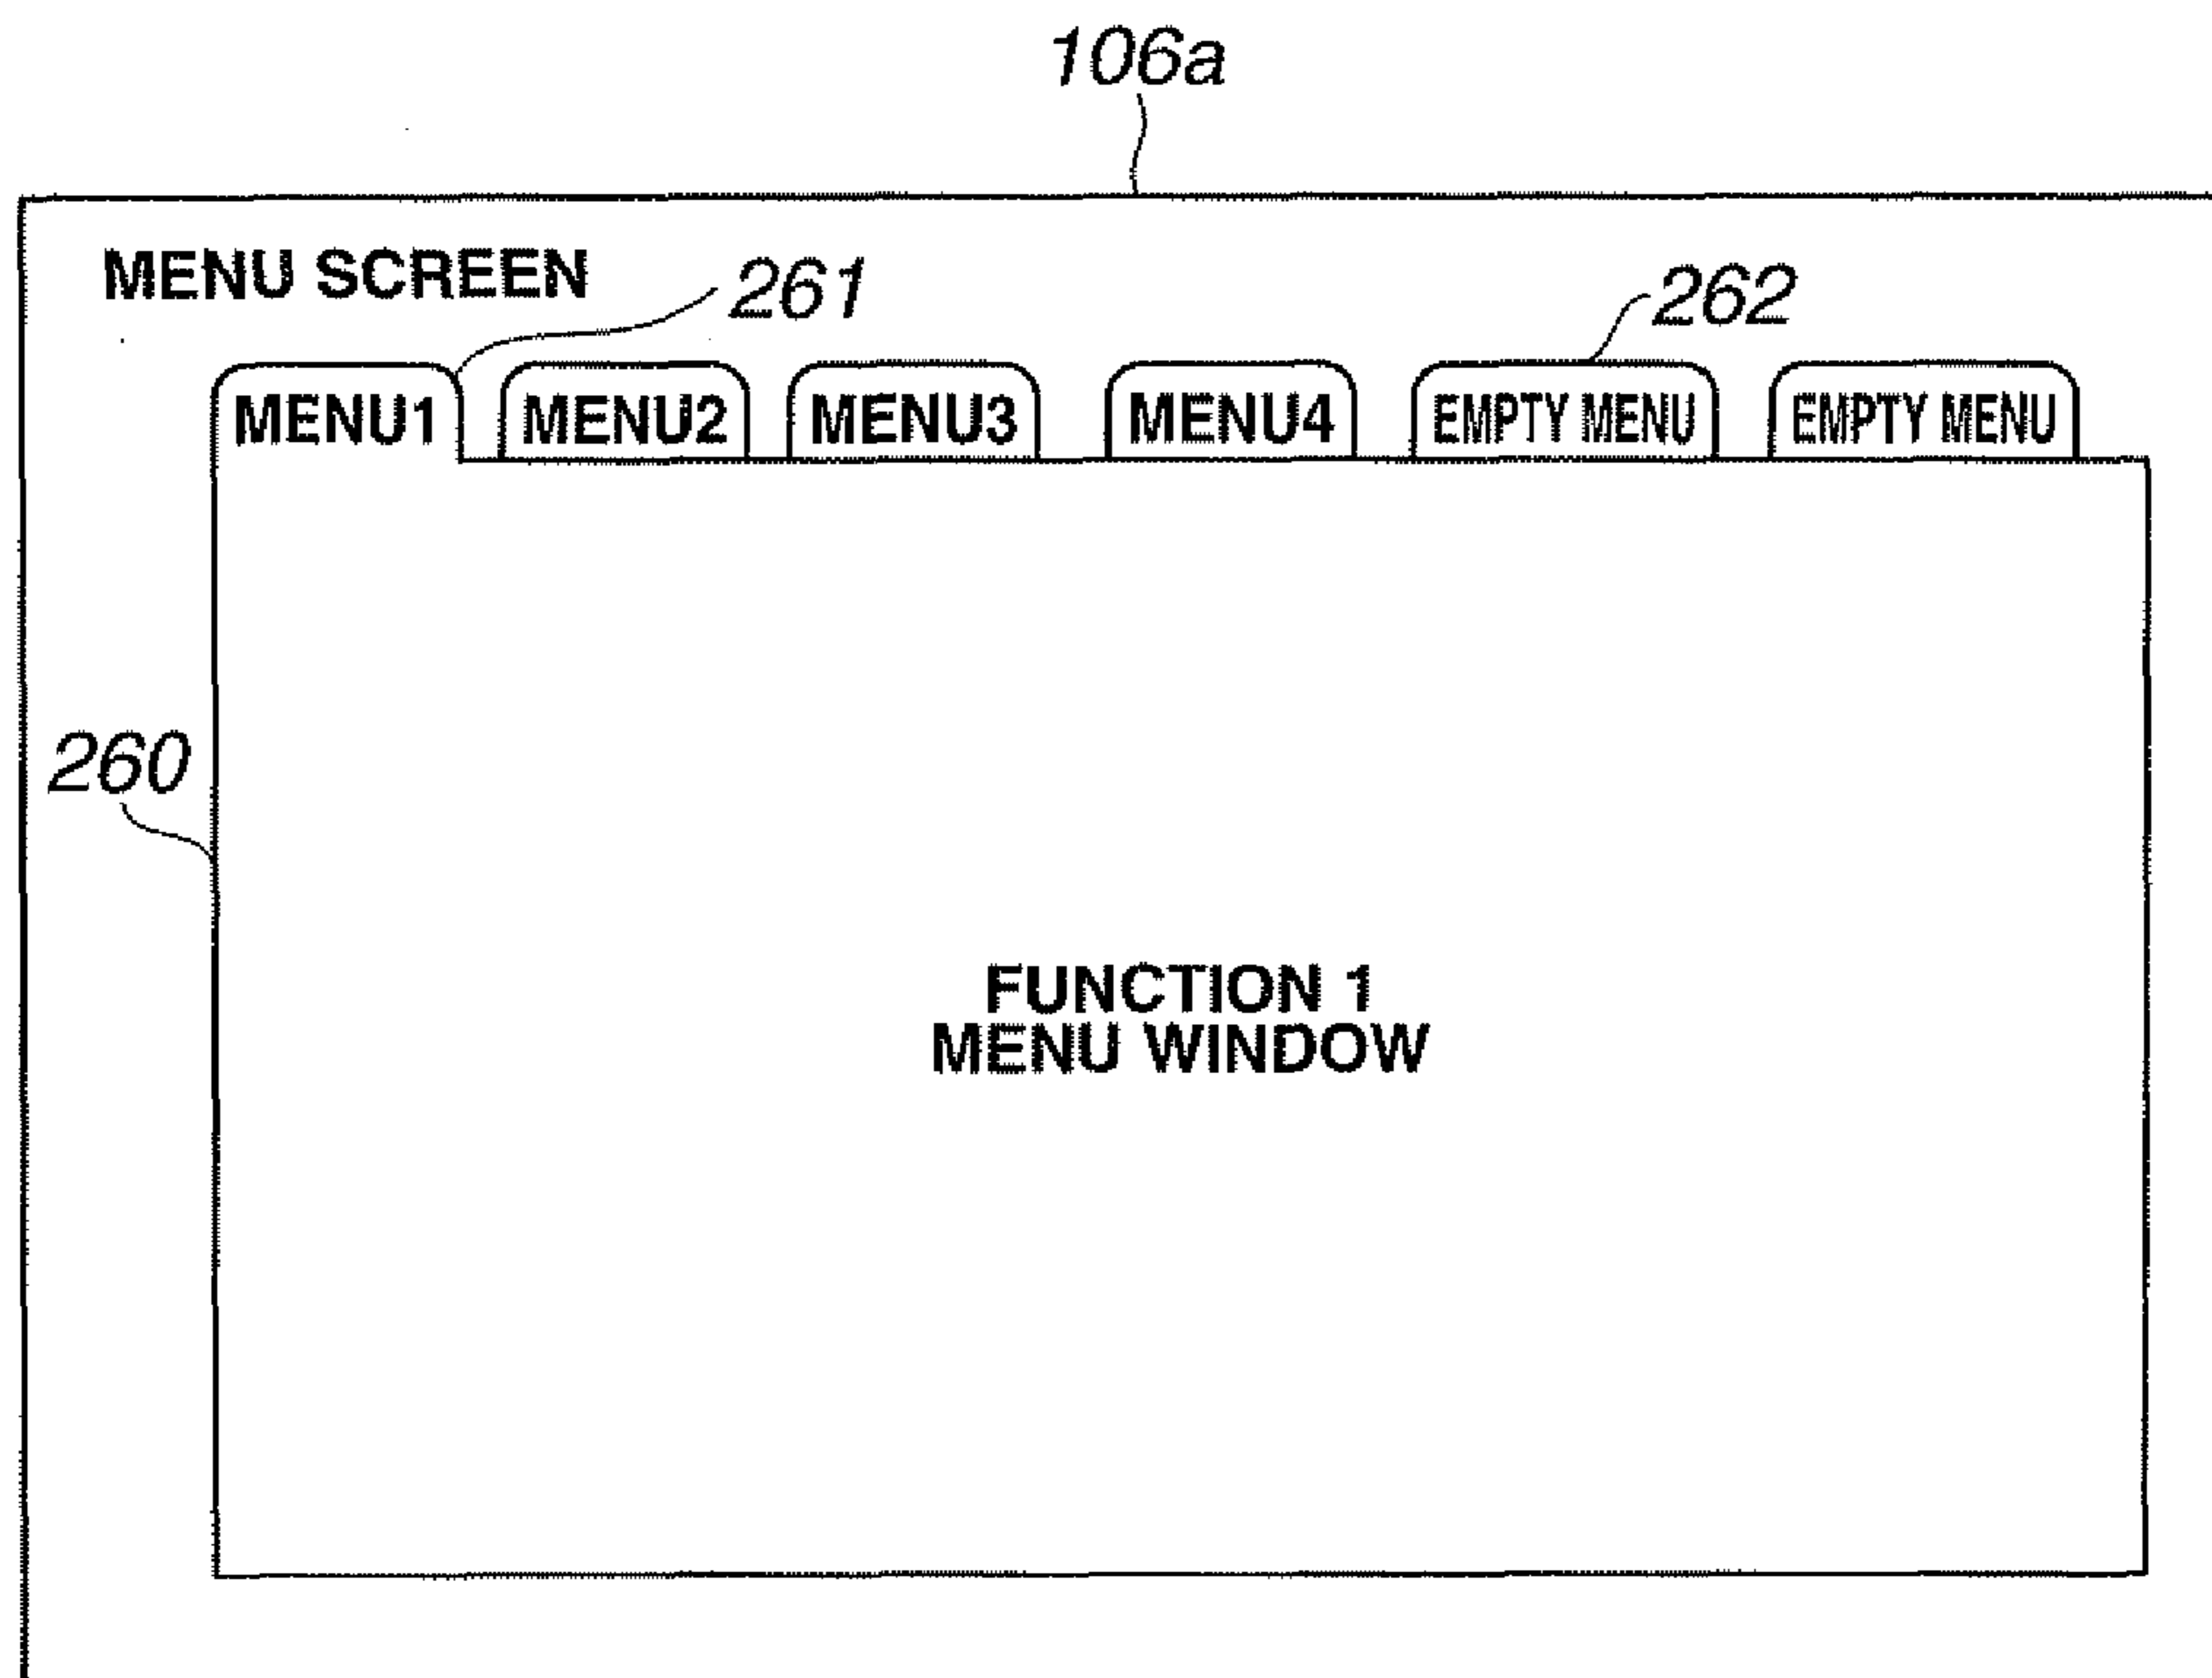 106a
MENU SCREEN
261
262
MENU1 MENU2 MENU3 MENU4 EMPTY MENU EMPTY MENU
260
FUNCTION 1
MENU WINDOW